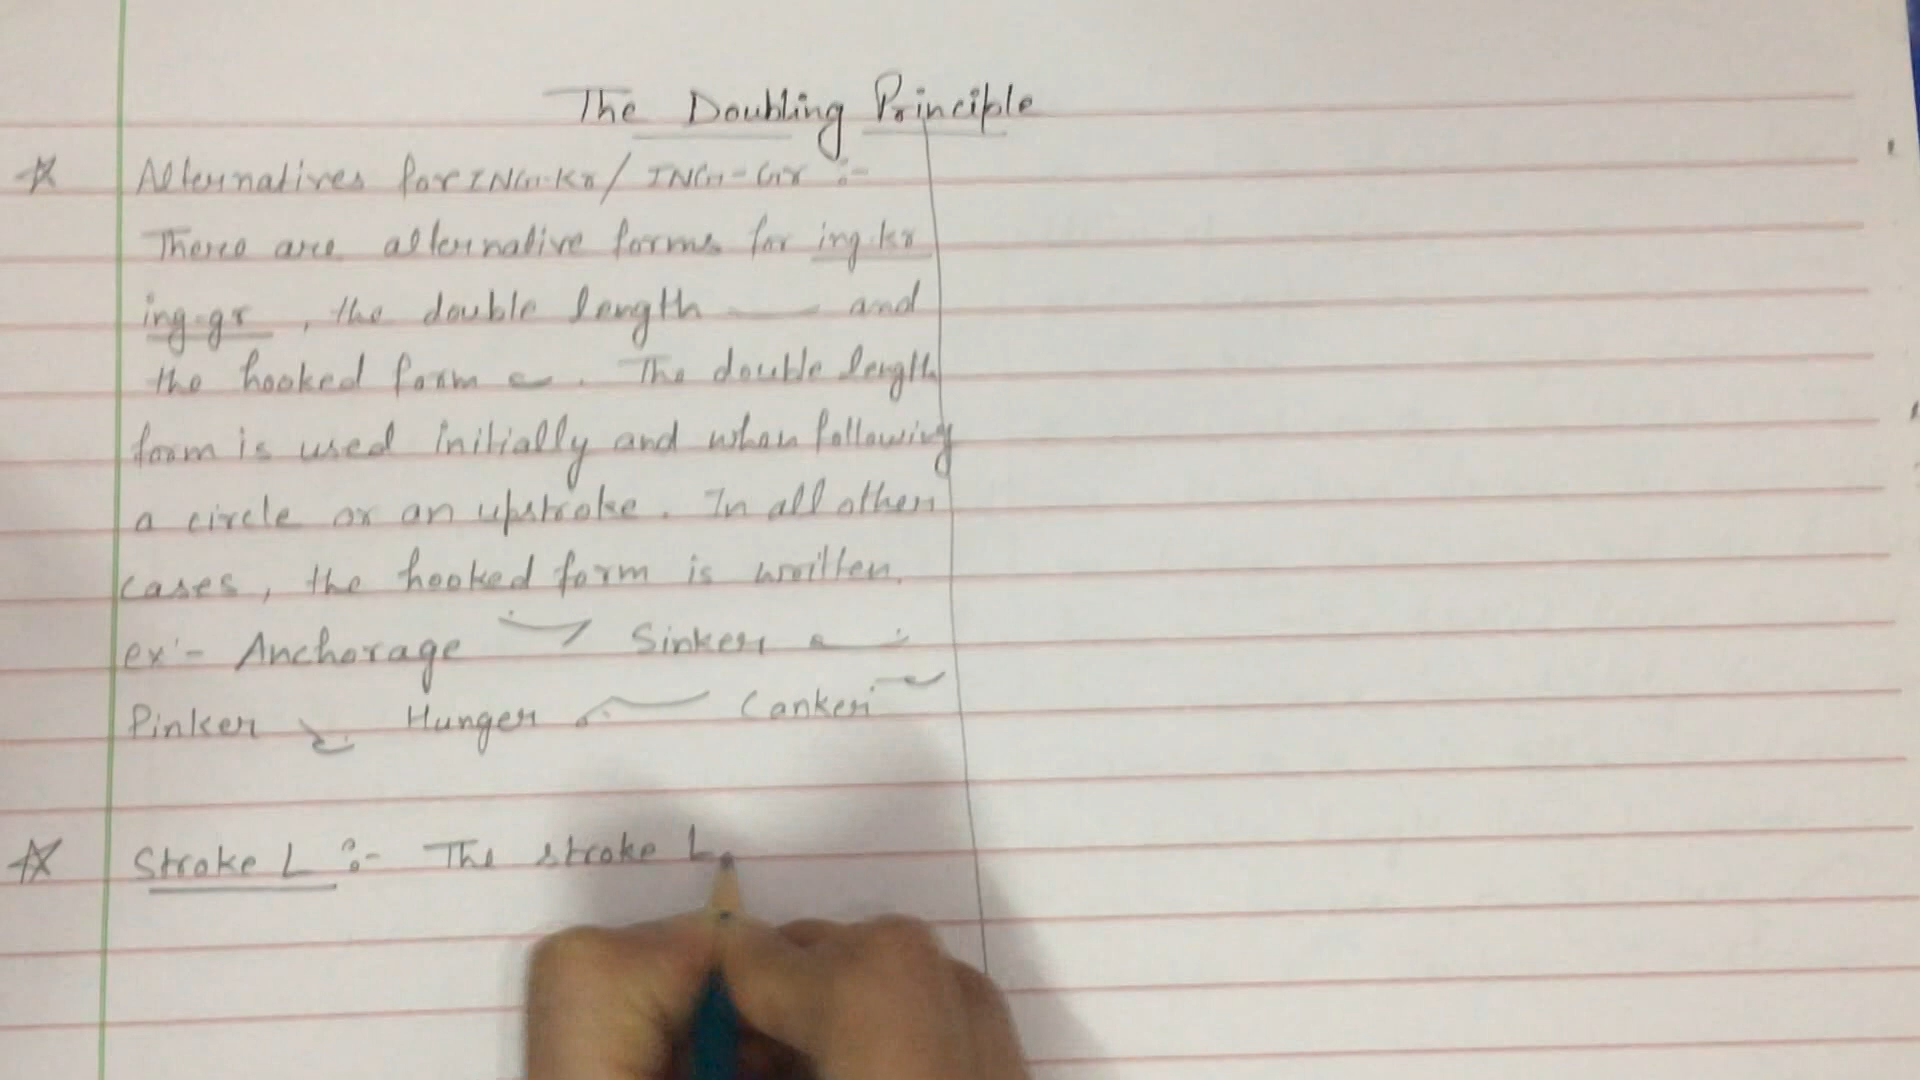 The Doubling Principle
Alternatives for ING-Kr / ING-Gr :-
There are alternative forms for ing-kr
ing-gr, the double length and
the hooked form. The double length
form is used initially and when following
a circle or an upstroke. In all other
cases, the hooked form is written.
ex:- Anchorage Sinker
Pinker Hunger Canker
Stroke L :- The stroke L